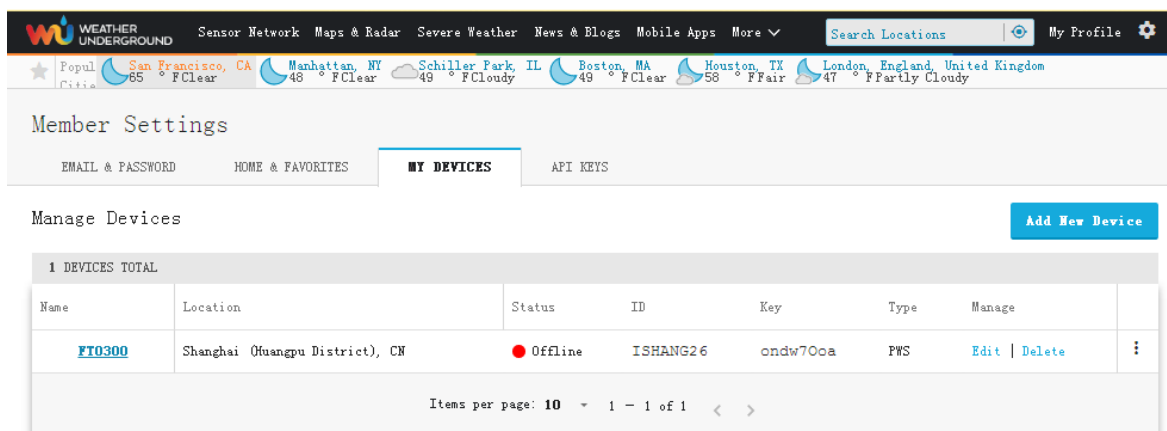 WEATHER UNDERGROUND Sensor Network Maps & Radar Severe Weather News & Blogs Mobile Apps More Search Locations My Profile
Popul San Francisco, CA Manhattan, NY Schiller Park, IL Boston, MA Houston, TX London, England, United Kingdom
Citie 65 ° F Clear 48 ° F Clear 49 ° F Cloudy 49 ° F Clear 58 ° F Fair 47 ° F Partly Cloudy
Member Settings
EMAIL & PASSWORD HOME & FAVORITES MY DEVICES API KEYS
Manage Devices Add New Device
1 DEVICES TOTAL
Name Location Status ID Key Type Manage
FT0300 Shanghai (Huangpu District), CN Offline ISHANG26 ondw7Ooa PWS Edit | Delete
Items per page: 10 1 – 1 of 1 < >